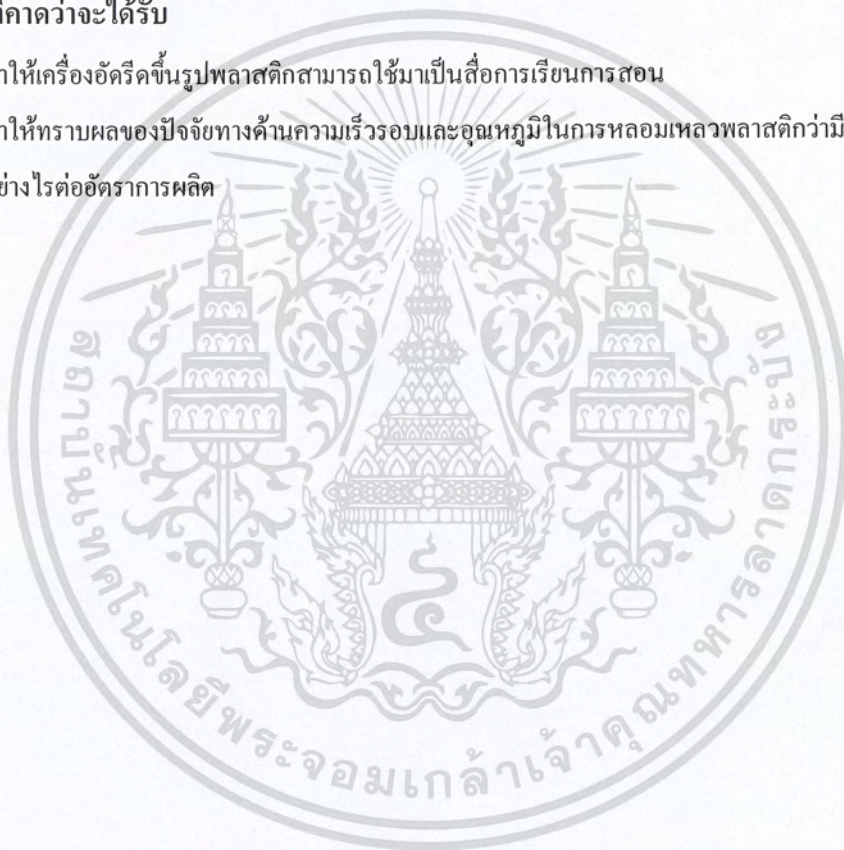 ที่คาดว่าจะได้รับ
ทำให้เครื่องอัดรีดขึ้นรูปพลาสติกสามารถใช้มาเป็นสื่อการเรียนการสอน
ทำให้ทราบผลของปัจจัยทางด้านความเร็วรอบและอุณหภูมิในการหลอมเหลวพลาสติกว่ามี
อย่างไรต่ออัตราการผลิต
สถาบันเทคโนโลยีพระจอมเกล้าเจ้าคุณทหารลาดกระบัง